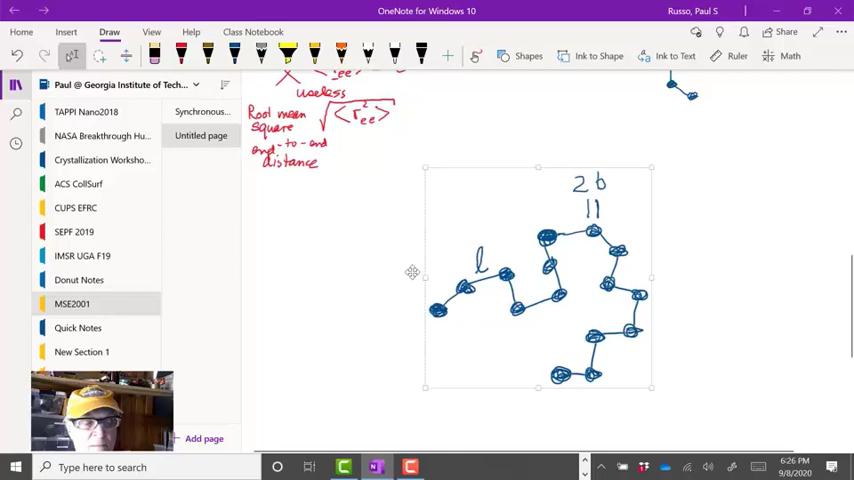 OneNote for Windows 10
Russo, Paul S
Home
Insert
Draw
View
Help
Class Notebook
Share
Shapes
Ink to Shape
Ink to Text
Ruler
Math
Paul @ Georgia Institute of Tech...
TAPPI Nano2018
NASA Breakthrough Hu...
Crystallization Worksho...
ACS CollSurf
CUPS EFRC
SEPF 2019
IMSR UGA F19
Donut Notes
MSE2001
Quick Notes
New Section 1
Synchronous...
Untitled page
Add page
useless
Root mean
square √<r²ee>
end-to-end
distance
2b
||
l
Type here to search
6:26 PM
9/8/2020